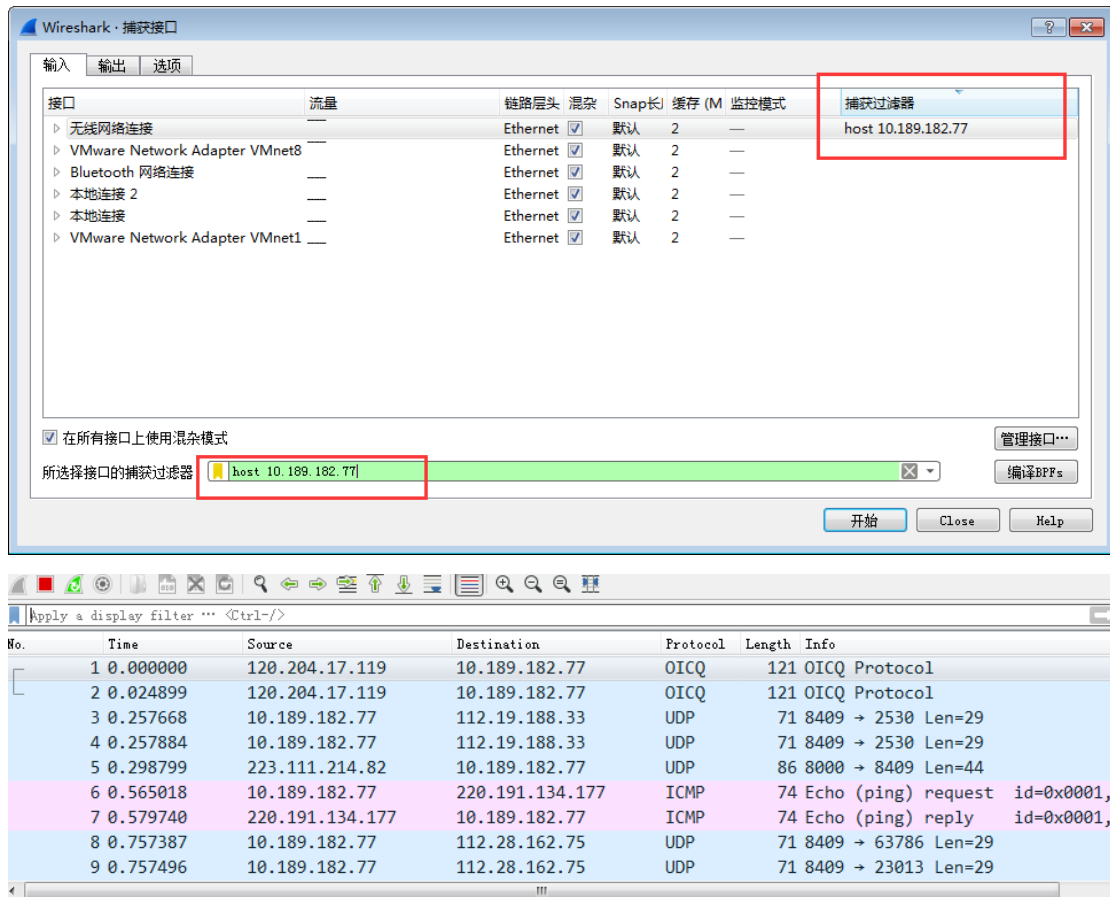 Wireshark · 捕获接口
输入 输出 选项
接口 流量 链路层头 混杂 Snap长 缓存 (M 监控模式 捕获过滤器
无线网络连接 Ethernet 默认 2 — host 10.189.182.77
VMware Network Adapter VMnet8 Ethernet 默认 2 —
Bluetooth 网络连接 Ethernet 默认 2 —
本地连接 2 Ethernet 默认 2 —
本地连接 Ethernet 默认 2 —
VMware Network Adapter VMnet1 Ethernet 默认 2 —
在所有接口上使用混杂模式 管理接口…
所选择接口的捕获过滤器 host 10.189.182.77 编译BPFs
开始 Close Help
Apply a display filter … <Ctrl-/>
No. Time Source Destination Protocol Length Info
1 0.000000 120.204.17.119 10.189.182.77 OICQ 121 OICQ Protocol
2 0.024899 120.204.17.119 10.189.182.77 OICQ 121 OICQ Protocol
3 0.257668 10.189.182.77 112.19.188.33 UDP 71 8409 → 2530 Len=29
4 0.257884 10.189.182.77 112.19.188.33 UDP 71 8409 → 2530 Len=29
5 0.298799 223.111.214.82 10.189.182.77 UDP 86 8000 → 8409 Len=44
6 0.565018 10.189.182.77 220.191.134.177 ICMP 74 Echo (ping) request id=0x0001,
7 0.579740 220.191.134.177 10.189.182.77 ICMP 74 Echo (ping) reply id=0x0001,
8 0.757387 10.189.182.77 112.28.162.75 UDP 71 8409 → 63786 Len=29
9 0.757496 10.189.182.77 112.28.162.75 UDP 71 8409 → 23013 Len=29